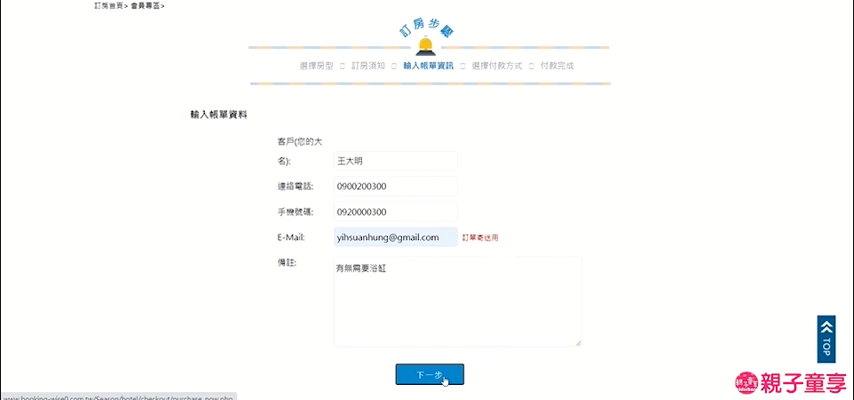 訂房首頁> 會員專區>
訂房步驟
選擇房型 □ 訂房須知 □ 輸入帳單資訊 □ 選擇付款方式 □ 付款完成
輸入帳單資料
客戶(您的大
名): 王大明
連絡電話: 0900200300
手機號碼: 0920000300
E-Mail: yihsuanhung@gmail.com 訂單寄送用
備註: 有無需要浴缸
下一步
TOP
親子童享